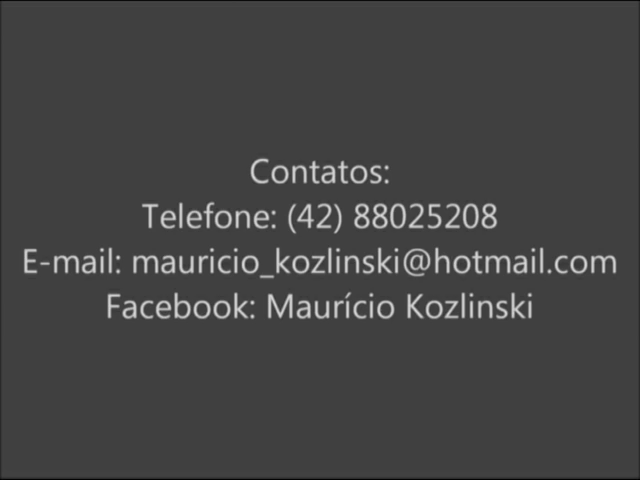 Contatos:
Telefone: (42) 88025208
E-mail: mauricio_kozlinski@hotmail.com
Facebook: Maurício Kozlinski